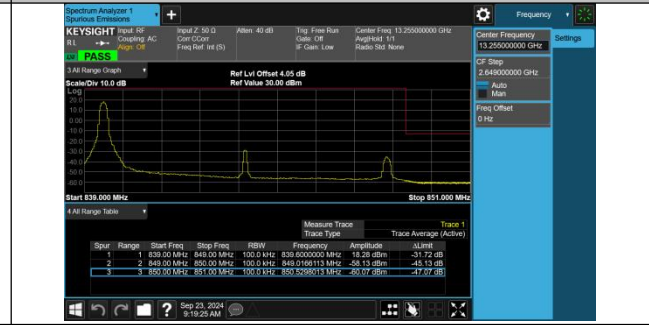 Spectrum Analyzer 1
Spurious Emissions
Frequency
KEYSIGHT Input: RF Input Z: 50 Ω Atten: 40 dB Trig: Free Run Center Freq: 13.255000000 GHz
RL Coupling: AC Corr CCorr Gate: Off Avg|Hold: 1/1
Align: Off Freq Ref: Int (S) IF Gain: Low Radio Std: None
PASS
Center Frequency
13.255000000 GHz
Settings
CF Step
2.649000000 GHz
Auto
Man
Freq Offset
0 Hz
3 All Range Graph
Ref Lvl Offset 4.05 dB
Scale/Div 10.0 dB Ref Value 30.00 dBm
Log
20.0
10.0
0.00
-10.0
-20.0
-30.0
-40.0
-50.0
-60.0
Start 839.000 MHz Stop 851.000 MHz
4 All Range Table
Measure Trace Trace 1
Trace Type Trace Average (Active)
Spur Range Start Freq Stop Freq RBW Frequency Amplitude ΔLimit
1 1 839.00 MHz 849.00 MHz 100.0 kHz 839.6000000 MHz 18.28 dBm -31.72 dB
2 2 849.00 MHz 850.00 MHz 100.0 kHz 849.0166113 MHz -58.13 dBm -45.13 dB
3 3 850.00 MHz 851.00 MHz 100.0 kHz 850.5298013 MHz -60.07 dBm -47.07 dB
Sep 23, 2024
9:19:25 AM